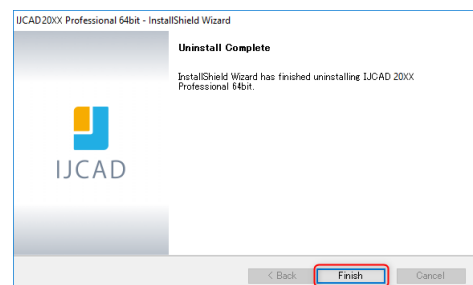 IJCAD20XX Professional 64bit - InstallShield Wizard
Uninstall Complete
InstallShield Wizard has finished uninstalling IJCAD 20XX
Professional 64bit.
IJCAD
< Back Finish Cancel